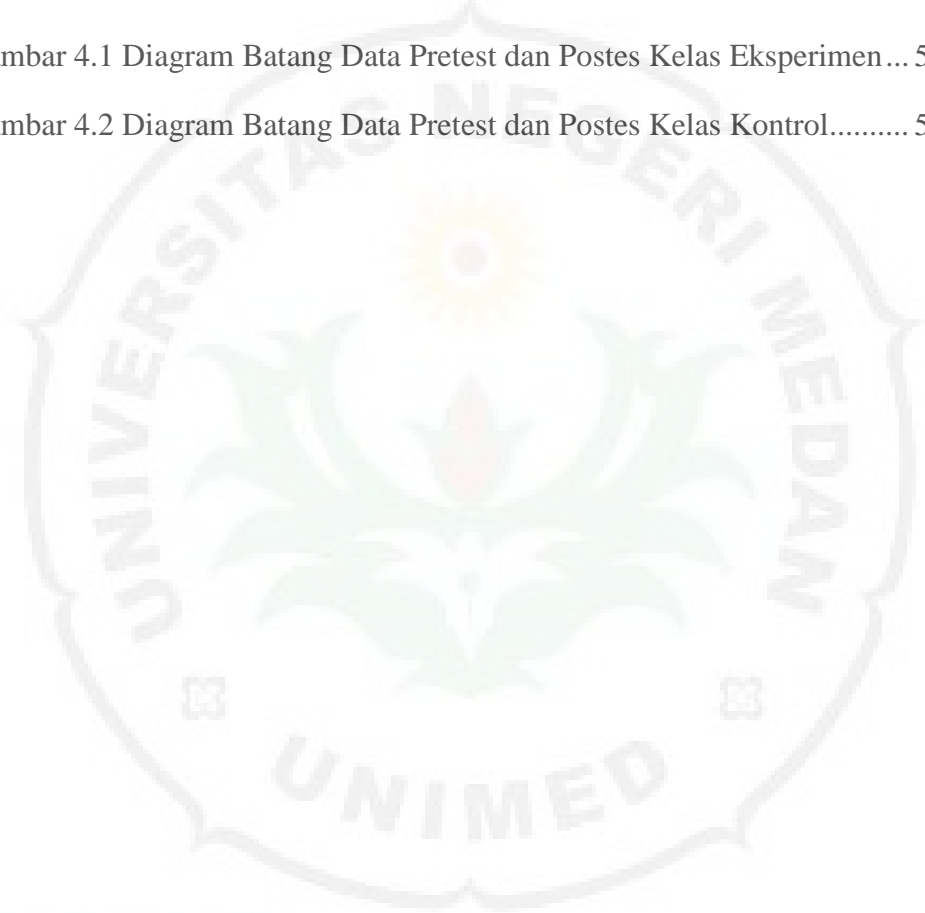 mbar 4.1 Diagram Batang Data Pretest dan Postes Kelas Eksperimen... 5
mbar 4.2 Diagram Batang Data Pretest dan Postes Kelas Kontrol.......... 5
UNIVERSITAS NEGERI MEDAN
UNIMED